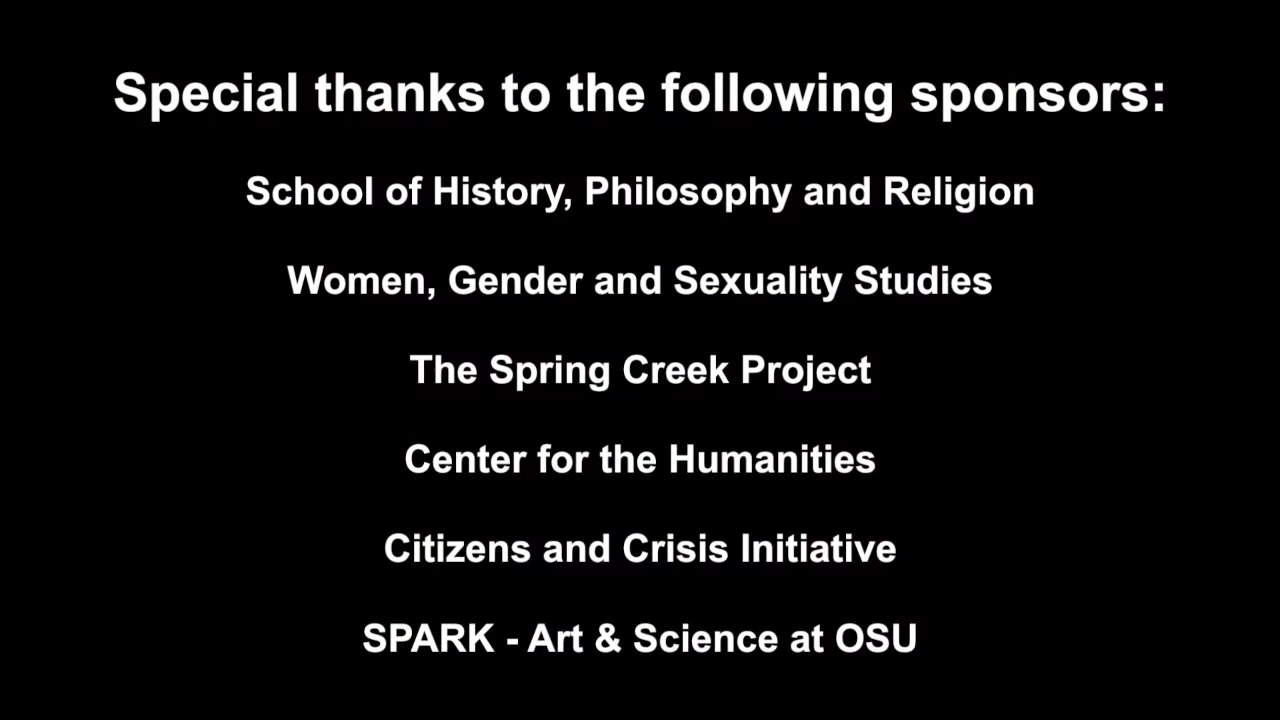 Special thanks to the following sponsors:
School of History, Philosophy and Religion
Women, Gender and Sexuality Studies
The Spring Creek Project
Center for the Humanities
Citizens and Crisis Initiative
SPARK - Art & Science at OSU